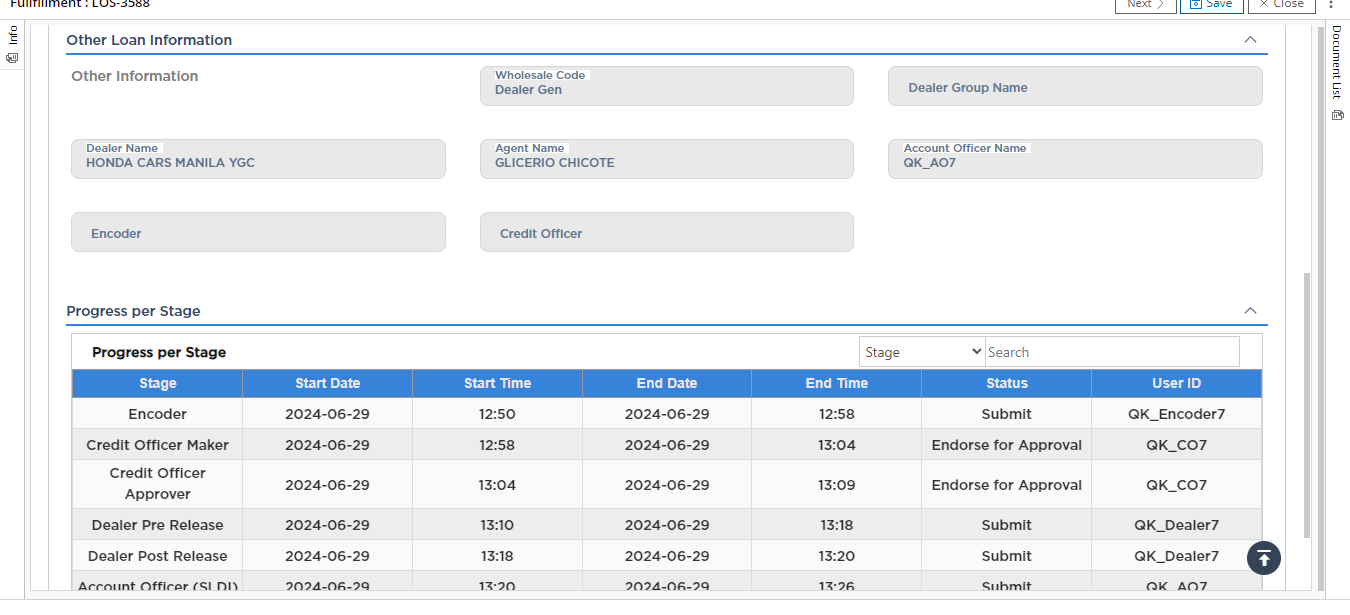 Fullfillment : LOS-3588
Next Save Close
Info
Document List
Other Loan Information
Other Information
Wholesale Code
Dealer Gen
Dealer Group Name
Dealer Name
HONDA CARS MANILA YGC
Agent Name
GLICERIO CHICOTE
Account Officer Name
QK_AO7
Encoder
Credit Officer
Progress per Stage
Progress per Stage
Stage Search
Stage Start Date Start Time End Date End Time Status User ID
Encoder 2024-06-29 12:50 2024-06-29 12:58 Submit QK_Encoder7
Credit Officer Maker 2024-06-29 12:58 2024-06-29 13:04 Endorse for Approval QK_CO7
Credit Officer
Approver 2024-06-29 13:04 2024-06-29 13:09 Endorse for Approval QK_CO7
Dealer Pre Release 2024-06-29 13:10 2024-06-29 13:18 Submit QK_Dealer7
Dealer Post Release 2024-06-29 13:18 2024-06-29 13:20 Submit QK_Dealer7
Account Officer (SLDI) 2024-06-29 13:20 2024-06-29 13:26 Submit QK_AO7